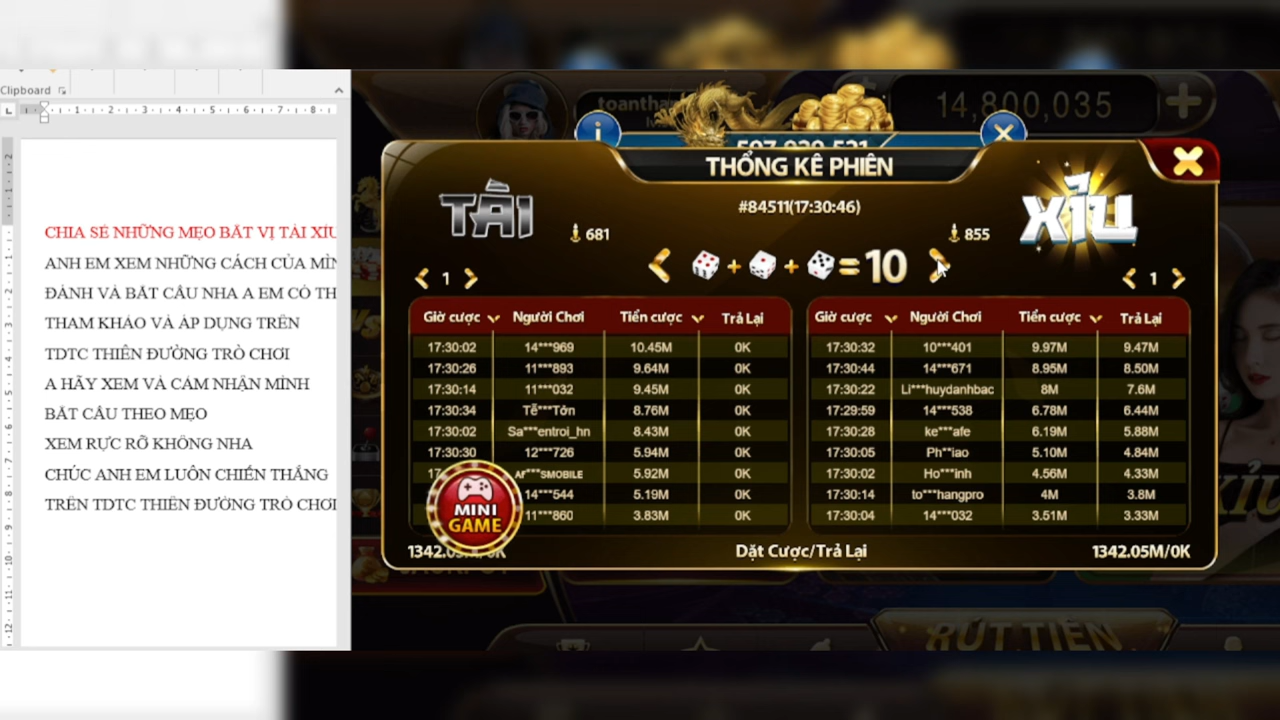 Clipboard
CHIA SẺ NHỮNG MẸO BẮT VỊ TÀI XỈU
ANH EM XEM NHỮNG CÁCH CỦA MÌN
ĐÁNH VÀ BẮT CẦU NHA A EM CÓ TH
THAM KHẢO VÀ ÁP DỤNG TRÊN
TDTC THIÊN ĐƯỜNG TRÒ CHƠI
A HÃY XEM VÀ CẢM NHẬN MÌNH
BẮT CẦU THEO MẸO
XEM RỰC RỠ KHÔNG NHA
CHÚC ANH EM LUÔN CHIẾN THẮNG
TRÊN TDTC THIÊN ĐƯỜNG TRÒ CHƠI
14,800,035
THỐNG KÊ PHIÊN
#84511(17:30:46)
TÀI
681
XỈU
855
= 10
1
1
Giờ cược Người Chơi Tiền cược Trả Lại
17:30:02 14***969 10.45M 0K
17:30:26 11***893 9.64M 0K
17:30:14 11***032 9.45M 0K
17:30:34 Tễ***Tởn 8.76M 0K
17:30:02 Sa***entroi_hn 8.43M 0K
17:30:30 12***726 5.94M 0K
AF***SMOBILE 5.92M 0K
14***544 5.19M 0K
11***860 3.83M 0K
Giờ cược Người Chơi Tiền cược Trả Lại
17:30:32 10***401 9.97M 9.47M
17:30:44 14***671 8.95M 8.50M
17:30:22 Li***huydanhbac 8M 7.6M
17:29:59 14***538 6.78M 6.44M
17:30:28 ke***afe 6.19M 5.88M
17:30:05 Ph**iao 5.10M 4.84M
17:30:02 Ho***inh 4.56M 4.33M
17:30:14 to***hangpro 4M 3.8M
17:30:04 14***032 3.51M 3.33M
MINI
GAME
Dặt Cược/Trả Lại
1342.05M/0K
RÚT TIỀN